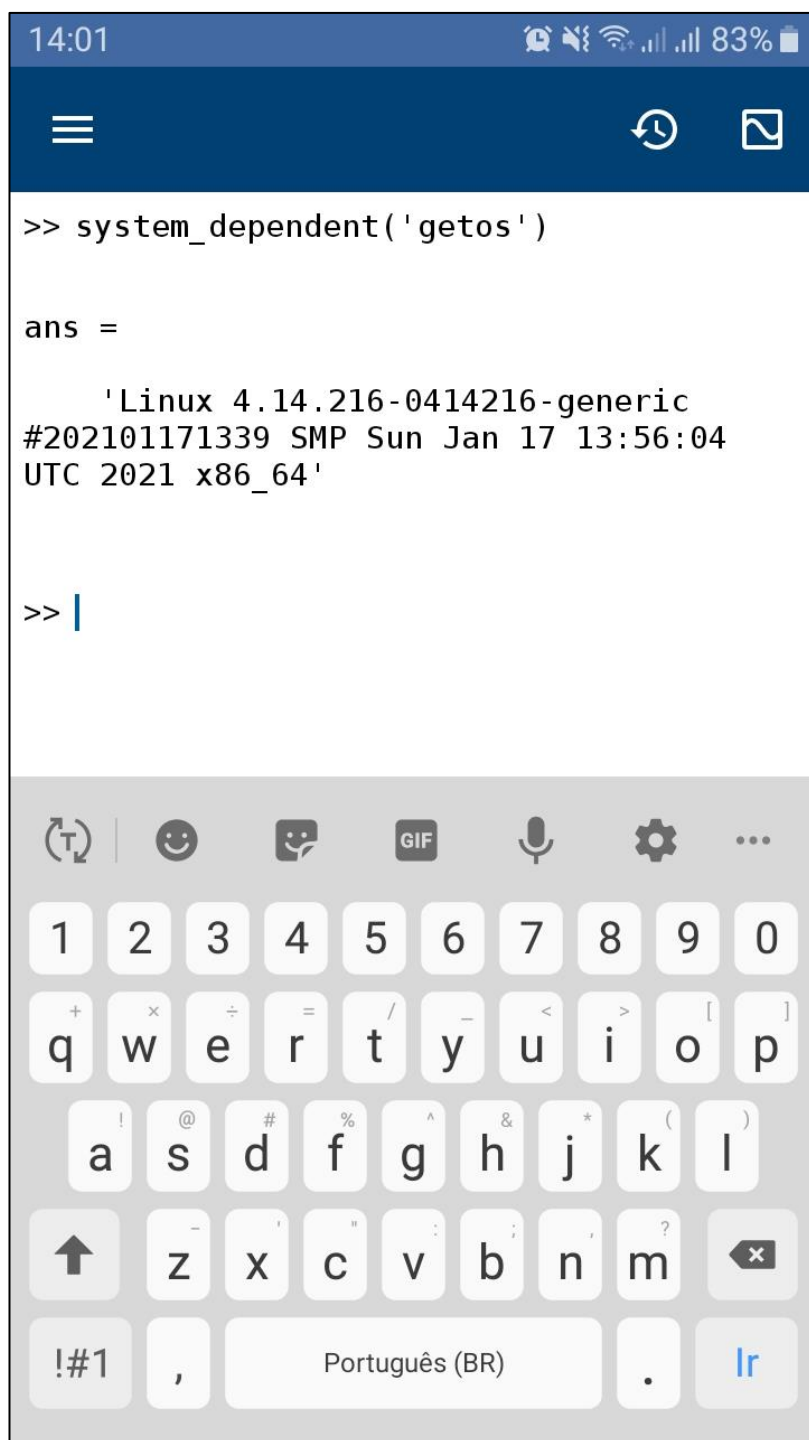 14:01 83%
>> system_dependent('getos')
ans =
'Linux 4.14.216-0414216-generic
#202101171339 SMP Sun Jan 17 13:56:04
UTC 2021 x86_64'
>>
T GIF
1 2 3 4 5 6 7 8 9 0
+ × ÷ = / _ < > [ ]
q w e r t y u i o p
! @ # % ^ & * ( )
a s d f g h j k l
- ' " : ; , ?
z x c v b n m
!#1 , Português (BR) . Ir